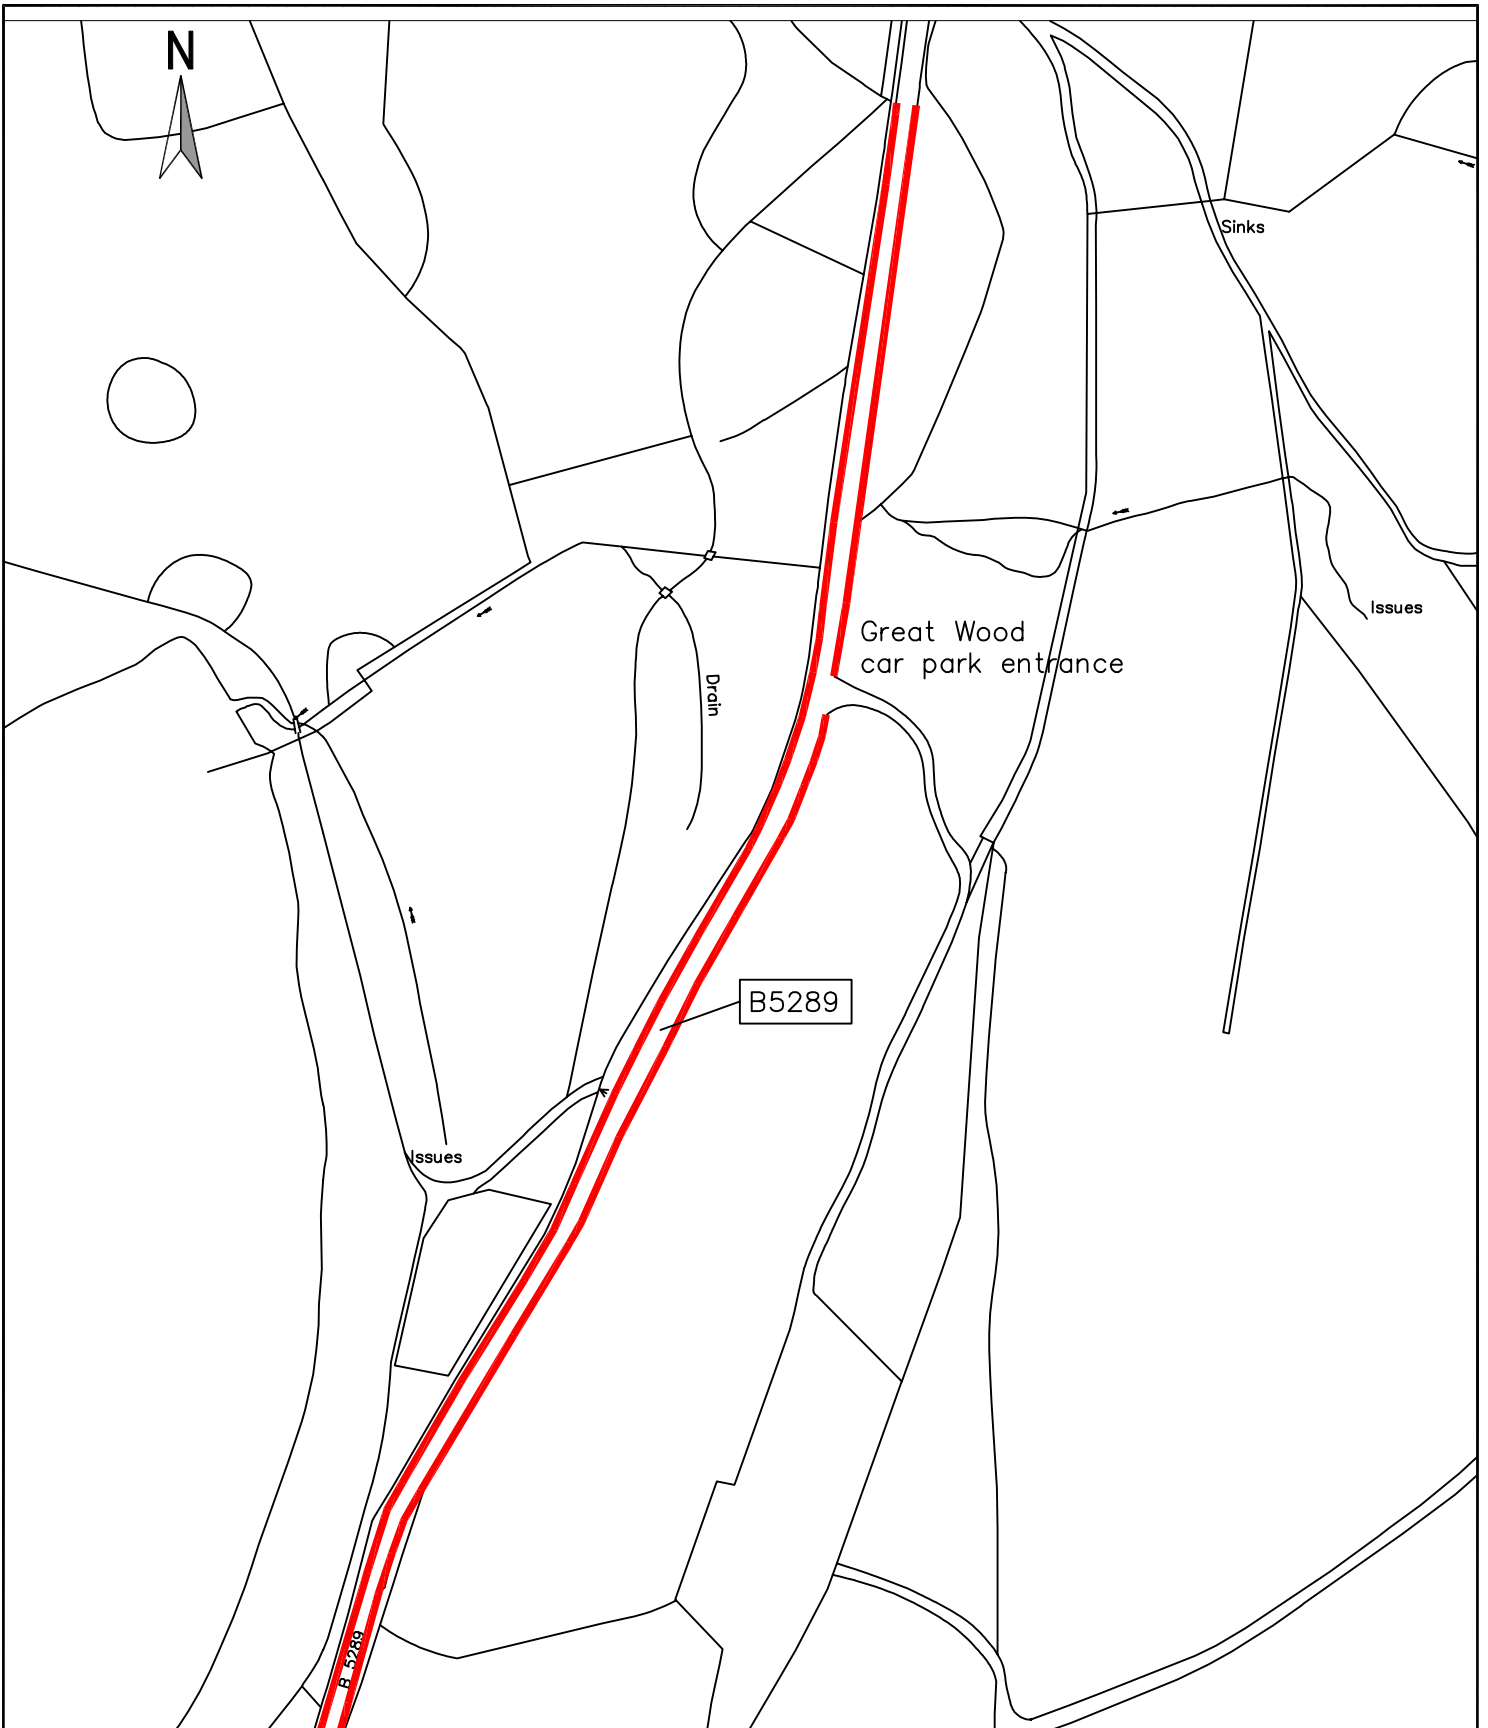 N
Sinks
Issues
Great Wood
car park entrance
Drain
B5289
Issues
B 5289